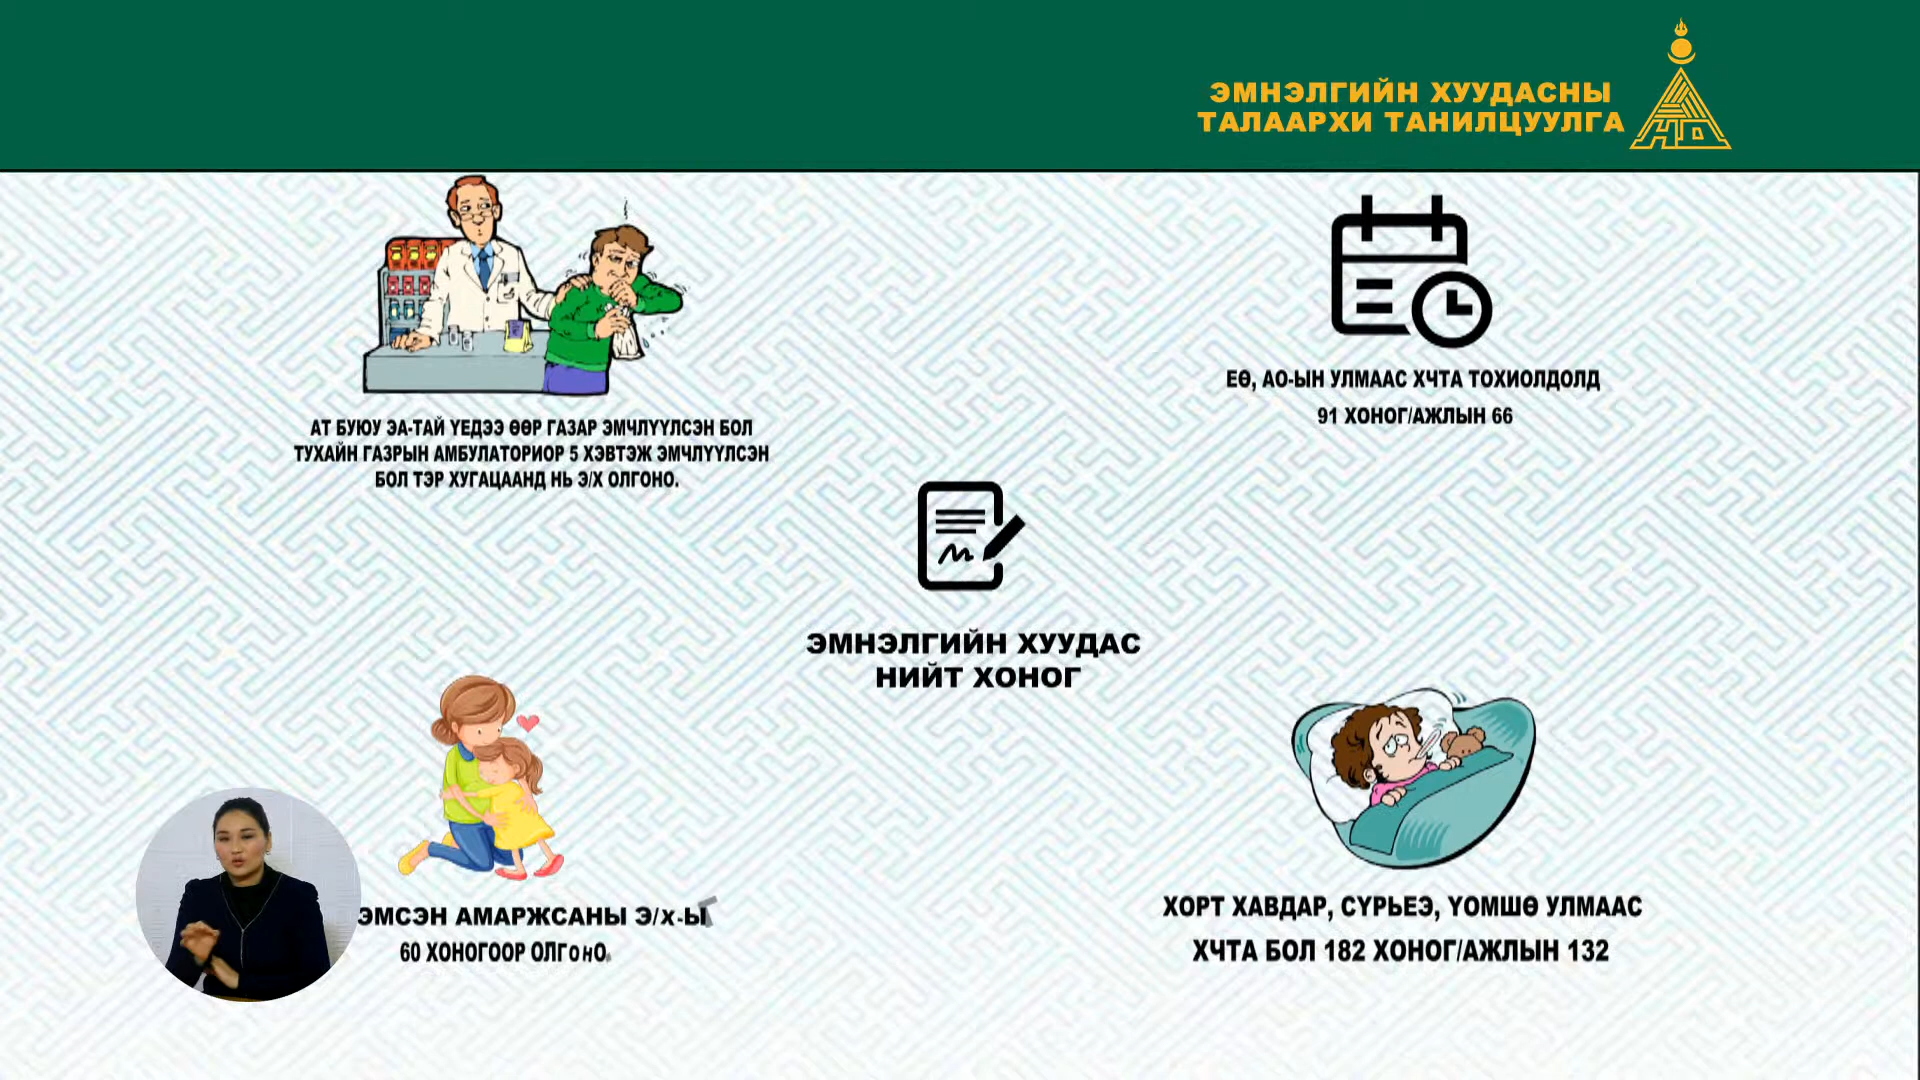 ЭМНЭЛГИЙН ХУУДАСНЫ
ТАЛААРХИ ТАНИЛЦУУЛГА
АТ БУЮУ ЭА-ТАЙ ҮЕДЭЭ ӨӨР ГАЗАР ЭМЧЛҮҮЛСЭН БОЛ
ТУХАЙН ГАЗРЫН АМБУЛАТОРИОР 5 ХЭВТЭЖ ЭМЧЛҮҮЛСЭН
БОЛ ТЭР ХУГАЦААНД НЬ Э/Х ОЛГОНО.
ЕӨ, АО-ЫН УЛМААС ХЧТА ТОХИОЛДОЛД
91 ХОНОГ/АЖЛЫН 66
ЭМНЭЛГИЙН ХУУДАС
НИЙТ ХОНОГ
ЭМСЭН АМАРЖСАНЫ Э/Х-ЫГ
60 ХОНОГООР ОЛГОНО.
ХОРТ ХАВДАР, СҮРЬЕЭ, ҮОМШӨ УЛМААС
ХЧТА БОЛ 182 ХОНОГ/АЖЛЫН 132